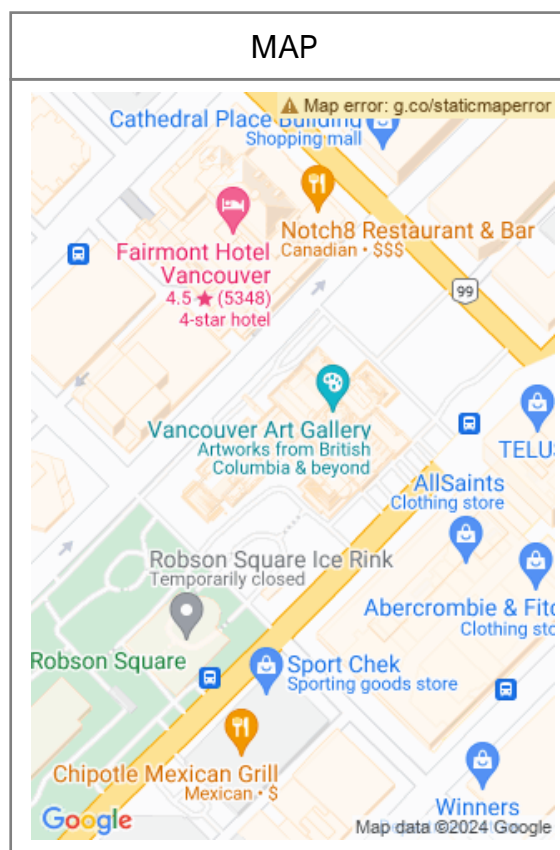 MAP
Map error: g.co/staticmaperror
Cathedral Place Building
Shopping mall
Notch8 Restaurant & Bar
Canadian • $$$
Fairmont Hotel
Vancouver
4.5 ★ (5348)
4-star hotel
99
Vancouver Art Gallery
Artworks from British
Columbia & beyond
TELUS
AllSaints
Clothing store
Robson Square Ice Rink
Temporarily closed
Abercrombie & Fitc
Clothing sto
Robson Square
Sport Chek
Sporting goods store
Chipotle Mexican Grill
Mexican • $
Winners
Google
Map data ©2024 Google